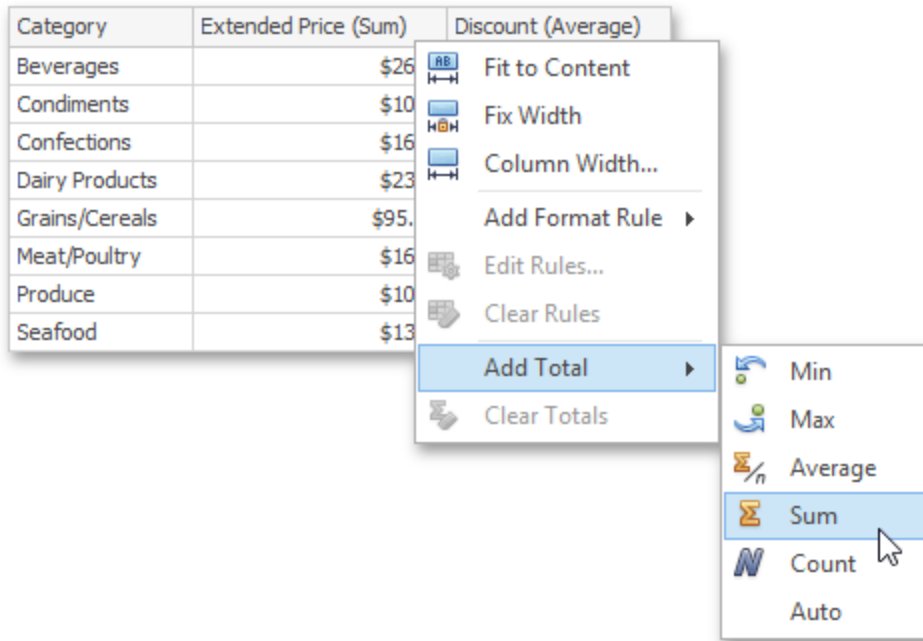 Category Extended Price (Sum) Discount (Average)
Beverages $26
Condiments $10
Confections $16
Dairy Products $23
Grains/Cereals $95.
Meat/Poultry $16
Produce $10
Seafood $13
AB Fit to Content
Fix Width
Column Width...
Add Format Rule
Edit Rules...
Clear Rules
Add Total
Clear Totals
Min
Max
Σ/n Average
Σ Sum
N Count
Auto